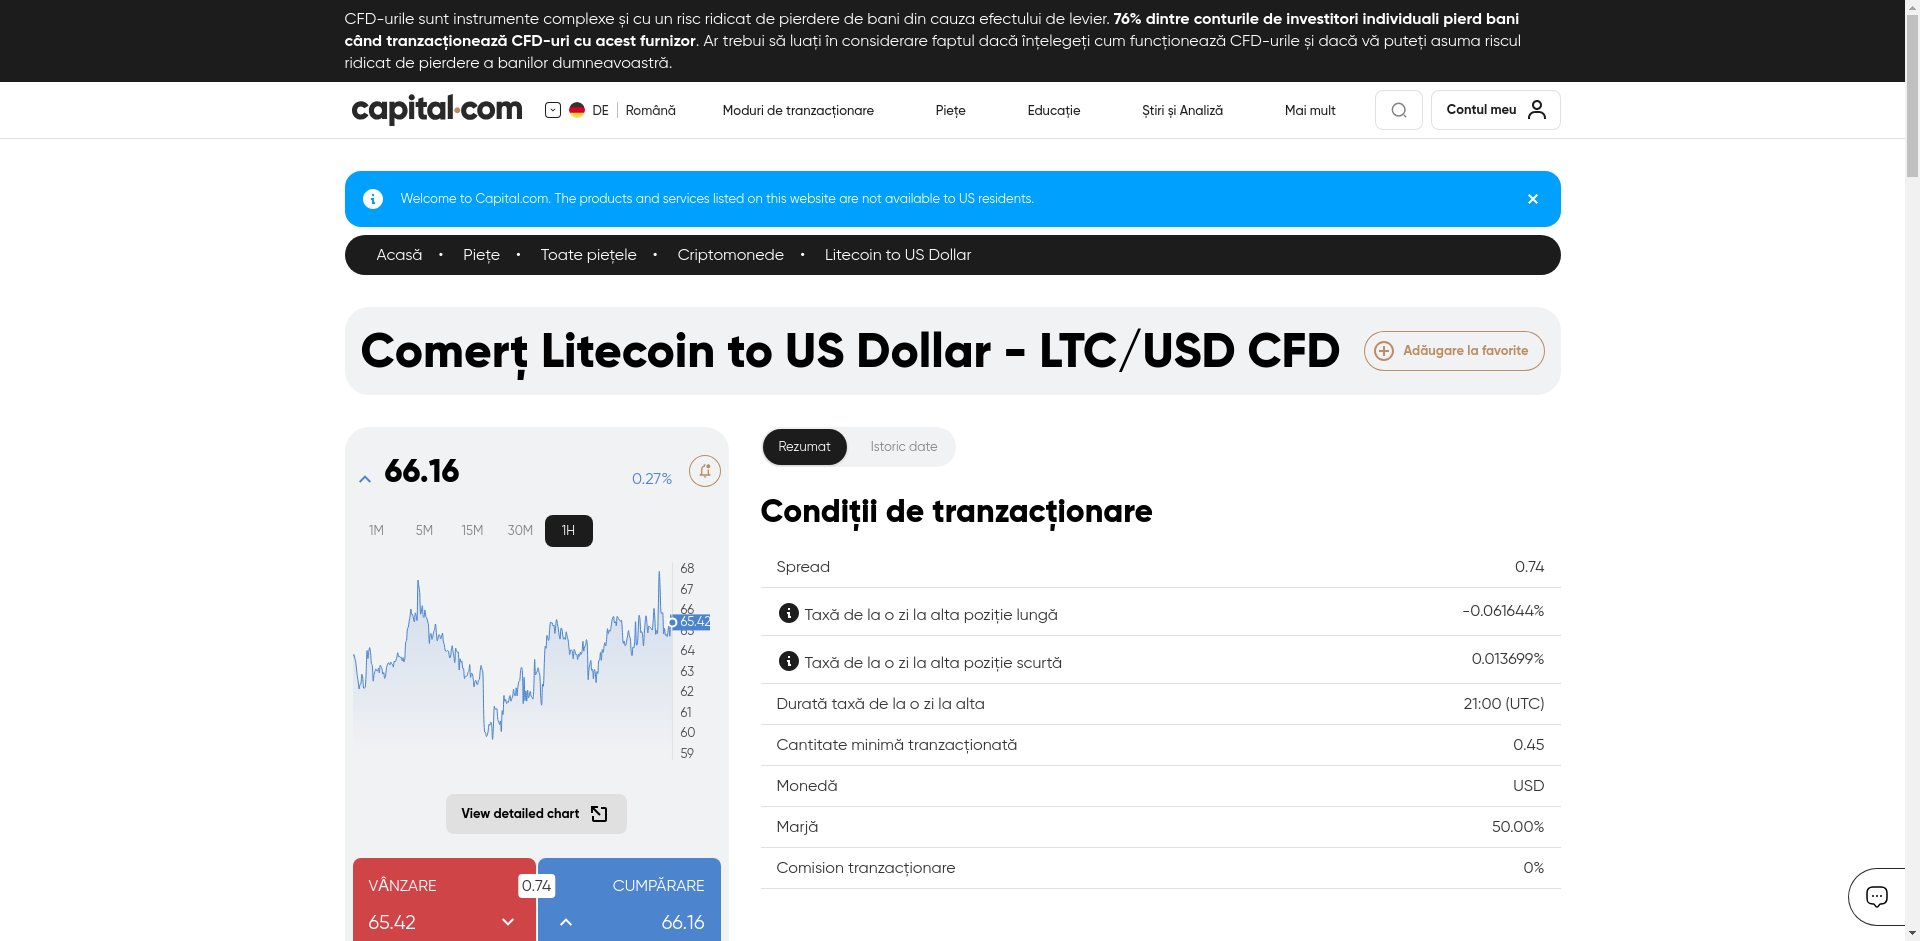 CFD-urile sunt instrumente complexe și cu un risc ridicat de pierdere de bani din cauza efectului de levier. 76% dintre conturile de investitori individuali pierd bani
când tranzacționează CFD-uri cu acest furnizor. Ar trebui să luați în considerare faptul dacă înțelegeți cum funcționează CFD-urile și dacă vă puteți asuma riscul
ridicat de pierdere a banilor dumneavoastră.
capital.com
DE | Română
Moduri de tranzacționare
Piețe
Educație
Știri și Analiză
Mai mult
Contul meu
Welcome to Capital.com. The products and services listed on this website are not available to US residents.
Acasă • Piețe • Toate piețele • Criptomonede • Litecoin to US Dollar
Comerț Litecoin to US Dollar - LTC/USD CFD
Adăugare la favorite
66.16
0.27%
1M 5M 15M 30M 1H
68
67
66
65.42
65
64
63
62
61
60
59
View detailed chart
VÂNZARE
0.74
CUMPĂRARE
65.42
66.16
Rezumat
Istoric date
Condiții de tranzacționare
Spread 0.74
Taxă de la o zi la alta poziție lungă -0.061644%
Taxă de la o zi la alta poziție scurtă 0.013699%
Durată taxă de la o zi la alta 21:00 (UTC)
Cantitate minimă tranzacționată 0.45
Monedă USD
Marjă 50.00%
Comision tranzacționare 0%